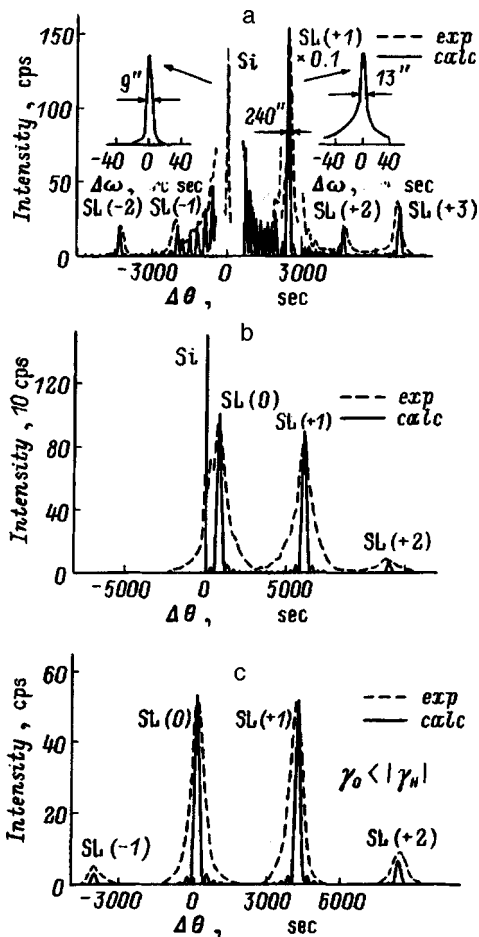 a
150
100
50
0
Intensity, cps
9"
-40 0 40
Δω, sec
Si
SL(+1)
× 0.1
240"
exp
calc
13"
-40 0 40
Δω, sec
SL(-2)
SL(-1)
SL(+2)
SL(+3)
-3000 0 3000
Δθ, sec
b
120
80
40
0
Intensity, 10 cps
Si
SL(0)
SL(+1)
exp
calc
SL(+2)
-5000 0 5000
Δθ, sec
c
60
40
20
0
Intensity, cps
SL(0)
SL(+1)
exp
calc
γ₀ < |γ_H|
SL(-1)
SL(+2)
-3000 0 3000 6000
Δθ, sec